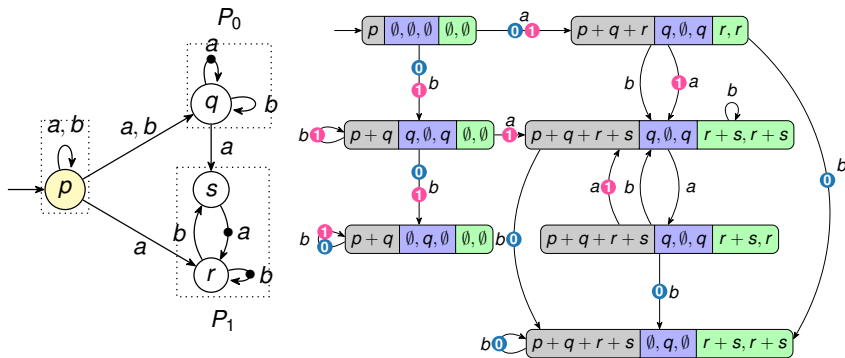 P0
a
q
b
a, b
a, b
p
a
a
s
b
a
r
b
P1
p ∅, ∅, ∅ ∅, ∅
a
0 1
p + q + r q, ∅, q r, r
0
1 b
b
1 a
b
b 1
p + q q, ∅, q ∅, ∅
a
1
p + q + r + s q, ∅, q r + s, r + s
0
1 b
a 1
b
a
b
0
b
1
0
p + q ∅, q, ∅ ∅, ∅
b 0
p + q + r + s q, ∅, q r + s, r
0 b
b 0
p + q + r + s ∅, q, ∅ r + s, r + s